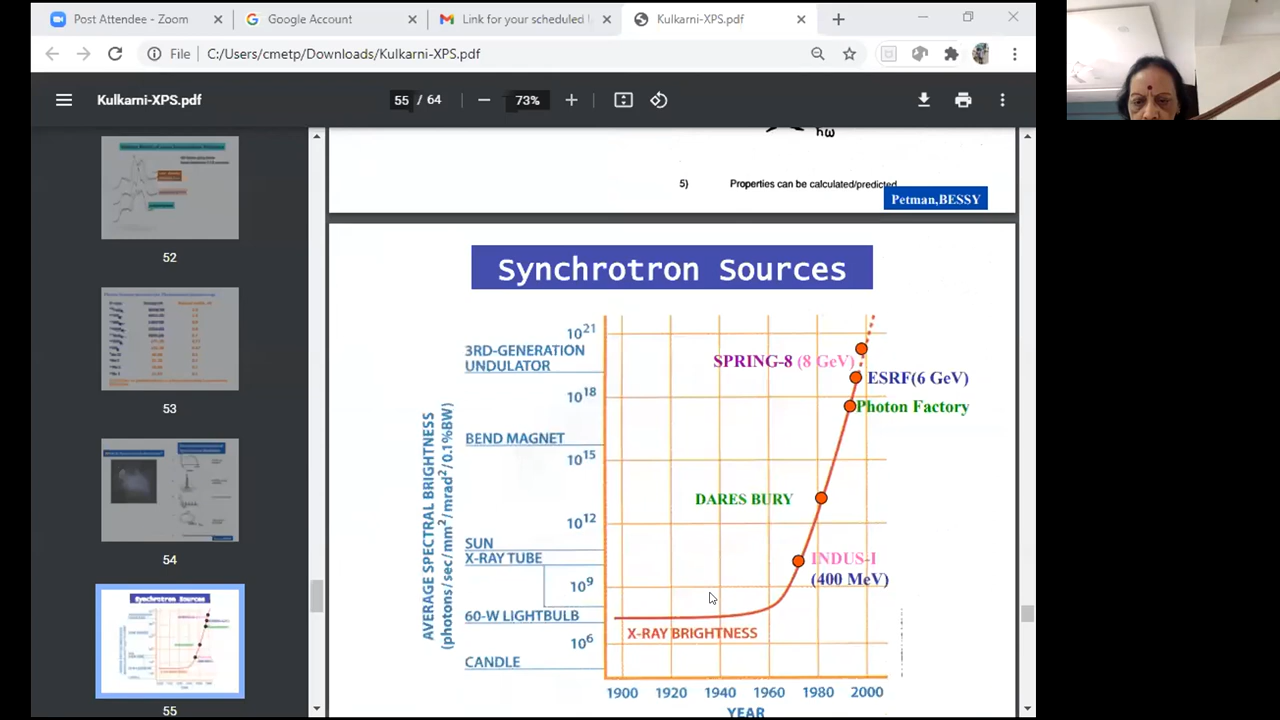 Post Attendee - Zoom
Google Account
Link for your scheduled
Kulkarni-XPS.pdf
File
C:/Users/cmetp/Downloads/Kulkarni-XPS.pdf
Kulkarni-XPS.pdf
55 / 64
73%
52
53
54
55
ħω
5) Properties can be calculated/predicted
Petman,BESSY
Synchrotron Sources
AVERAGE SPECTRAL BRIGHTNESS
(photons/sec/mm²/mrad²/0.1%BW)
3RD-GENERATION
UNDULATOR
BEND MAGNET
SUN
X-RAY TUBE
60-W LIGHTBULB
CANDLE
10²¹
10¹⁸
10¹⁵
10¹²
10⁹
10⁶
SPRING-8 (8 GeV)
ESRF(6 GeV)
Photon Factory
DARES BURY
INDUS-I
(400 MeV)
X-RAY BRIGHTNESS
1900 1920 1940 1960 1980 2000
YEAR
Synchrotron Sources